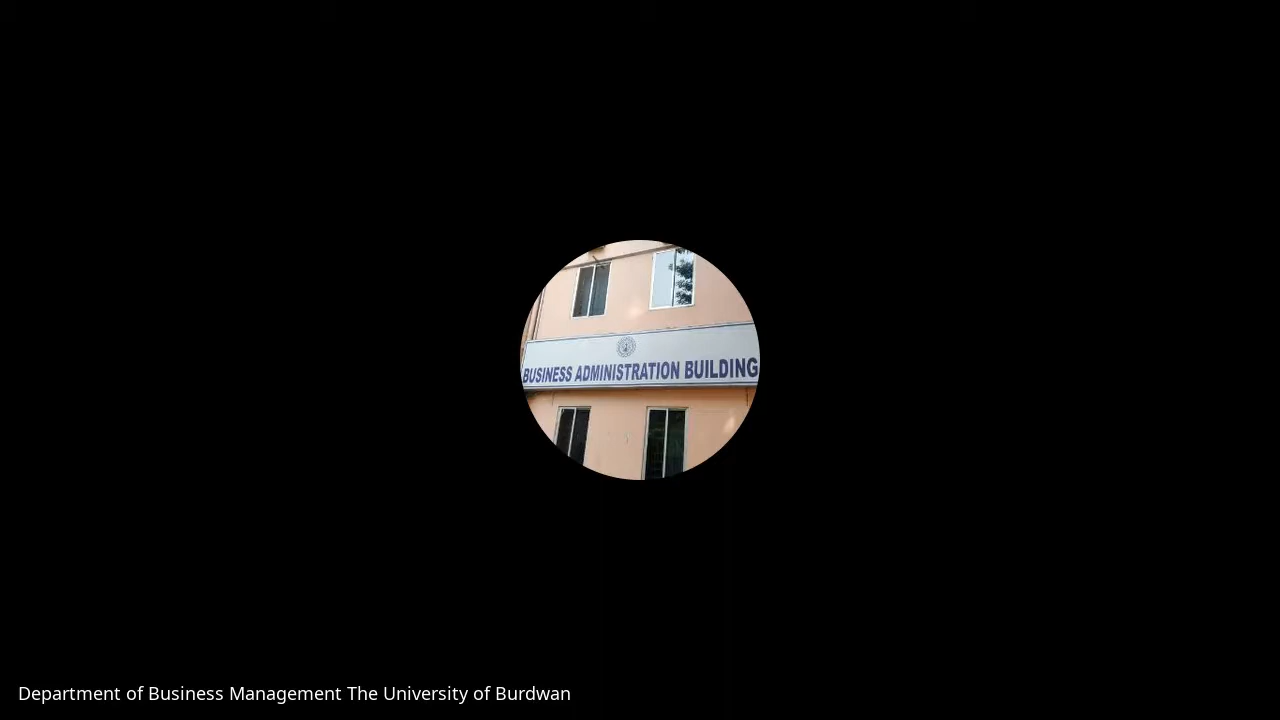 BUSINESS ADMINISTRATION BUILDING
Department of Business Management The University of Burdwan